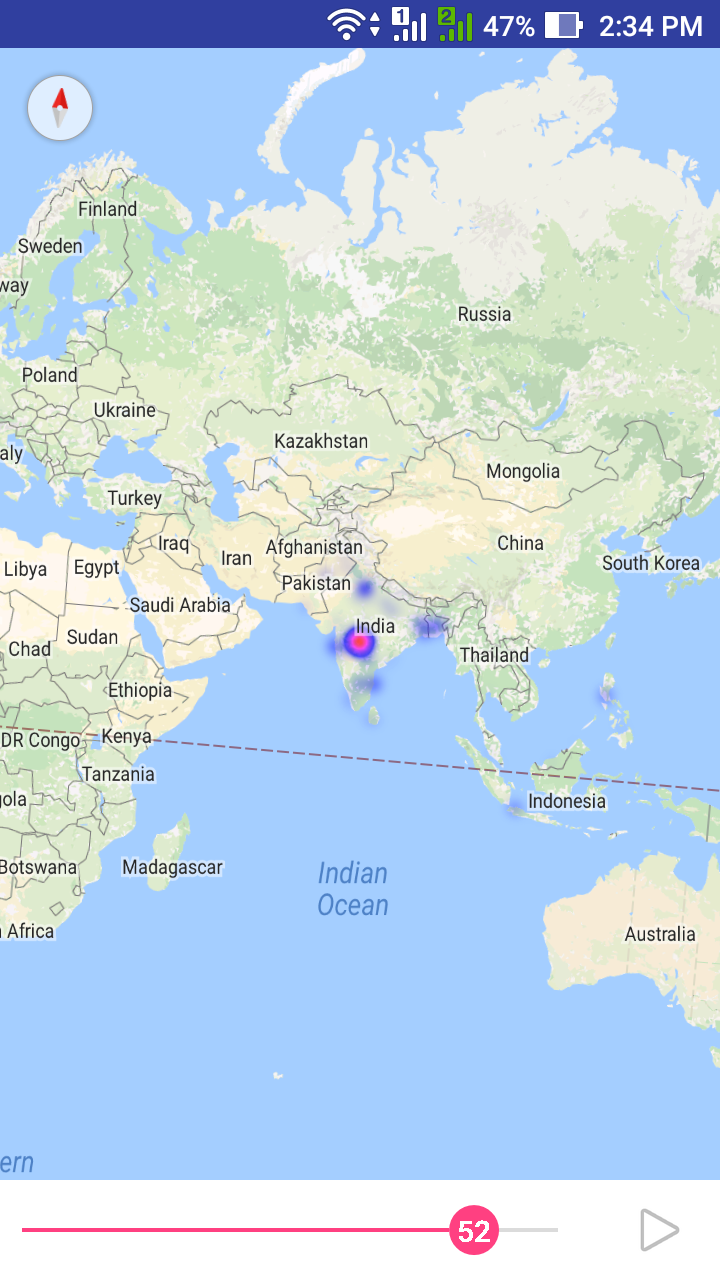 1 2 47% 2:34 PM
Finland
Sweden
way
Russia
Poland
Ukraine
Kazakhstan
aly
Mongolia
Turkey
Iraq
Afghanistan
China
Iran
South Korea
Libya
Egypt
Pakistan
Saudi Arabia
India
Sudan
Chad
Thailand
Ethiopia
DR Congo
Kenya
Tanzania
gola
Indonesia
Botswana
Madagascar
Indian
Ocean
Africa
Australia
ern
52